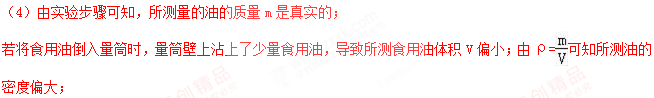 （4）由实验步骤可知，所测量的油的质量 m 是真实的；
若将食用油倒入量筒时，量筒壁上沾上了少量食用油，导致所测食用油体积 V 偏小；由 ρ=m/V可知所测油的
密度偏大；